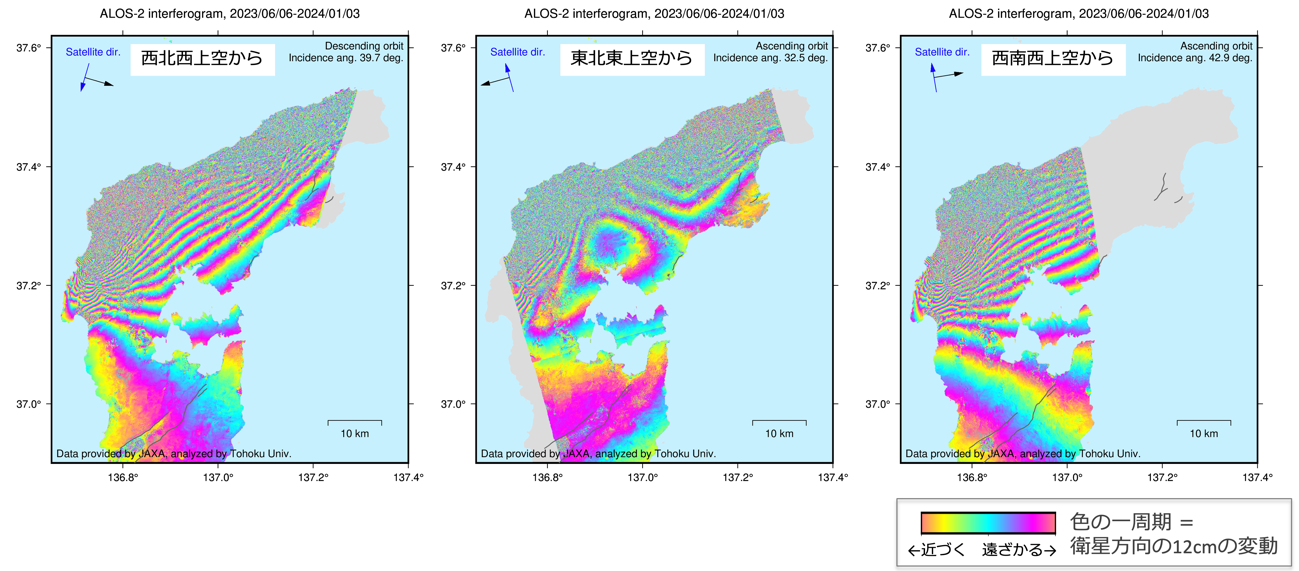 ALOS-2 interferogram, 2023/06/06-2024/01/03
37.6°
37.4°
37.2°
37.0°
Satellite dir.
西北西上空から
Descending orbit
Incidence ang. 39.7 deg.
10 km
Data provided by JAXA, analyzed by Tohoku Univ.
136.8°
137.0°
137.2°
137.4°
ALOS-2 interferogram, 2023/06/06-2024/01/03
37.6°
37.4°
37.2°
37.0°
Satellite dir.
東北東上空から
Ascending orbit
Incidence ang. 32.5 deg.
10 km
Data provided by JAXA, analyzed by Tohoku Univ.
136.8°
137.0°
137.2°
137.4°
ALOS-2 interferogram, 2023/06/06-2024/01/03
37.6°
37.4°
37.2°
37.0°
Satellite dir.
西南西上空から
Ascending orbit
Incidence ang. 42.9 deg.
10 km
Data provided by JAXA, analyzed by Tohoku Univ.
136.8°
137.0°
137.2°
137.4°
←近づく 遠ざかる→
色の一周期 =
衛星方向の12cmの変動